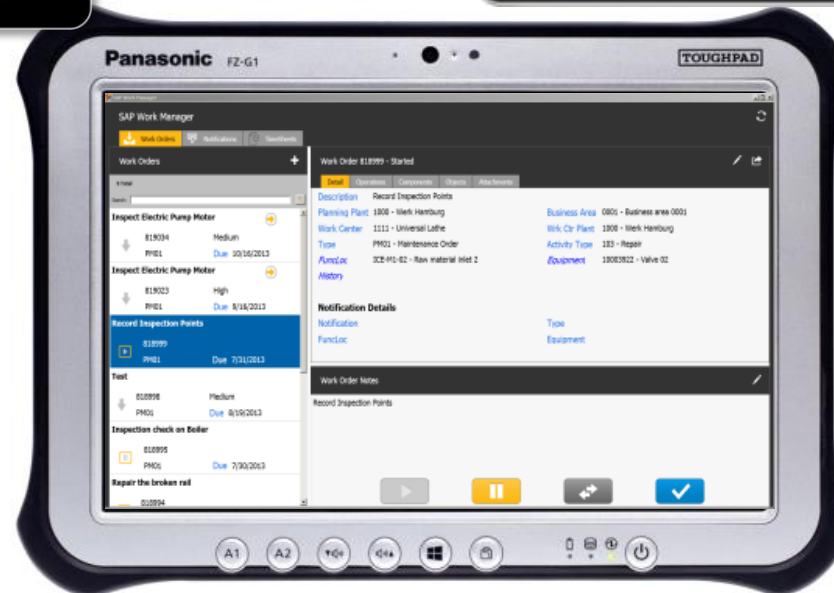 Panasonic FZ-G1
TOUGHPAD
SAP Work Manager
Work Orders Notifications TimeSheets
Work Orders +
Work Order 818999 - Started
9 Total
Detail Operations Components Objects Attachments
Search:
Description Record Inspection Points
Planning Plant 1000 - Werk Hamburg
Business Area 0001 - Business area 0001
Work Center 1111 - Universal Lathe
Wrk Ctr Plant 1000 - Werk Hamburg
Type PM01 - Maintenance Order
Activity Type 103 - Repair
FuncLoc ICE-M1-02 - Raw material inlet 2
Equipment 10003922 - Valve 02
History
Notification Details
Notification
Type
FuncLoc
Equipment
Inspect Electric Pump Motor
819034 Medium
PM01 Due 10/16/2013
Inspect Electric Pump Motor
819023 High
PM01 Due
Record Inspection Points
818999
PM01 Due 7/31/2013
Test
818998 Medium
PM01 Due 8/19/2013
Inspection check on Boiler
818995
PM01 Due 7/30/2013
Repair the broken rail
818994
Work Order Notes
Record Inspection Points
A1 A2